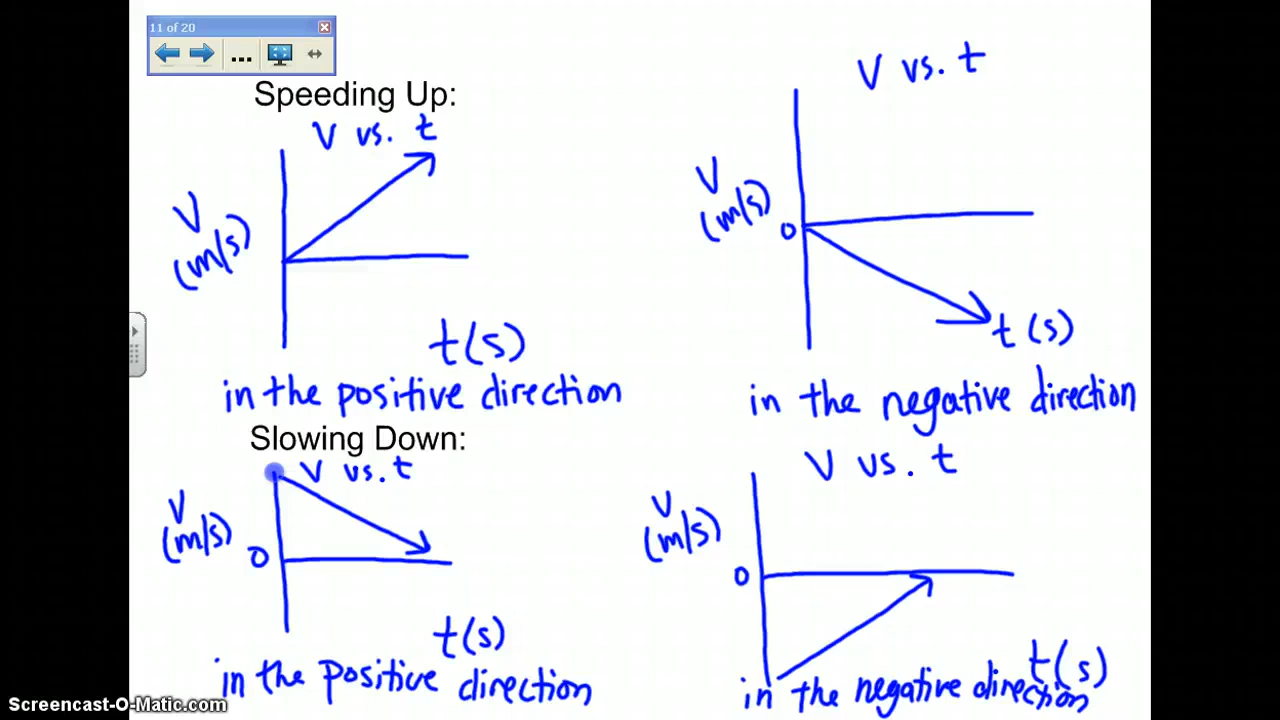 11 of 20
Speeding Up:
V vs. t
V
(m/s)
t(s)
in the positive direction
V vs. t
V
(m/s)
0
t(s)
in the negative direction
Slowing Down:
V vs. t
V
(m/s)
0
t(s)
in the positive direction
V vs. t
V
(m/s)
0
t(s)
in the negative direction
Screencast-O-Matic.com